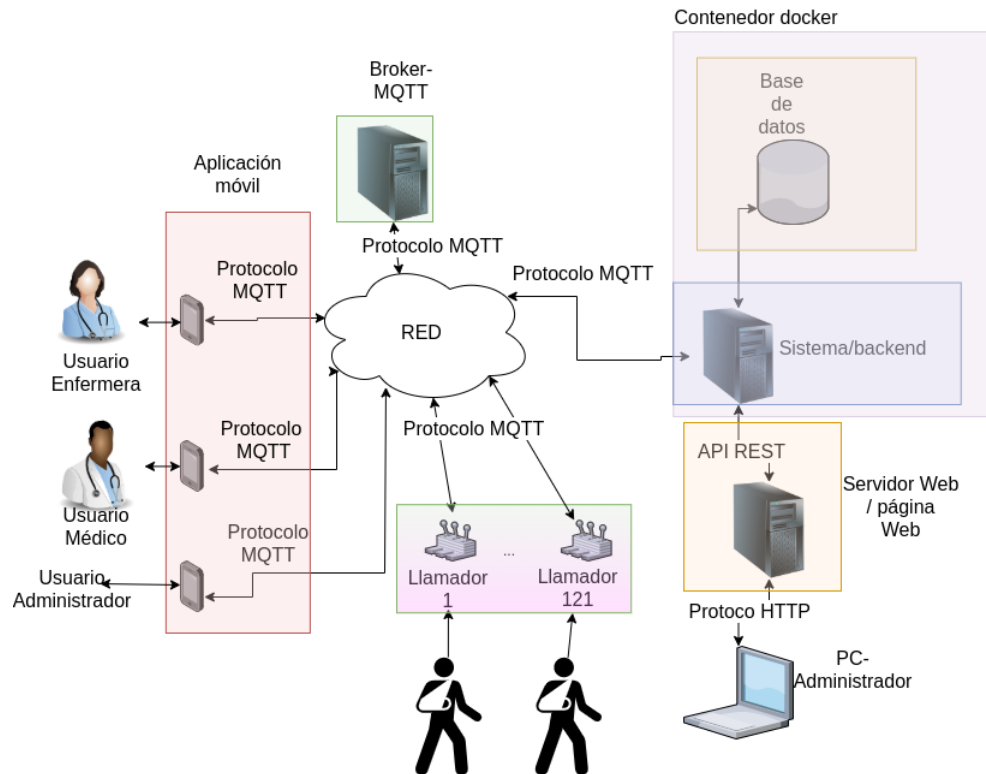 Contenedor docker
Broker-
MQTT
Base
de
datos
Aplicación
móvil
Protocolo MQTT
Protocolo MQTT
Protocolo
MQTT
RED
Sistema/backend
Usuario
Enfermera
Protocolo
MQTT
Protocolo MQTT
API REST
Servidor Web
/ página
Web
Usuario
Médico
Protocolo
MQTT
...
Llamador
1
Llamador
121
Usuario
Administrador
Protoco HTTP
PC-
Administrador